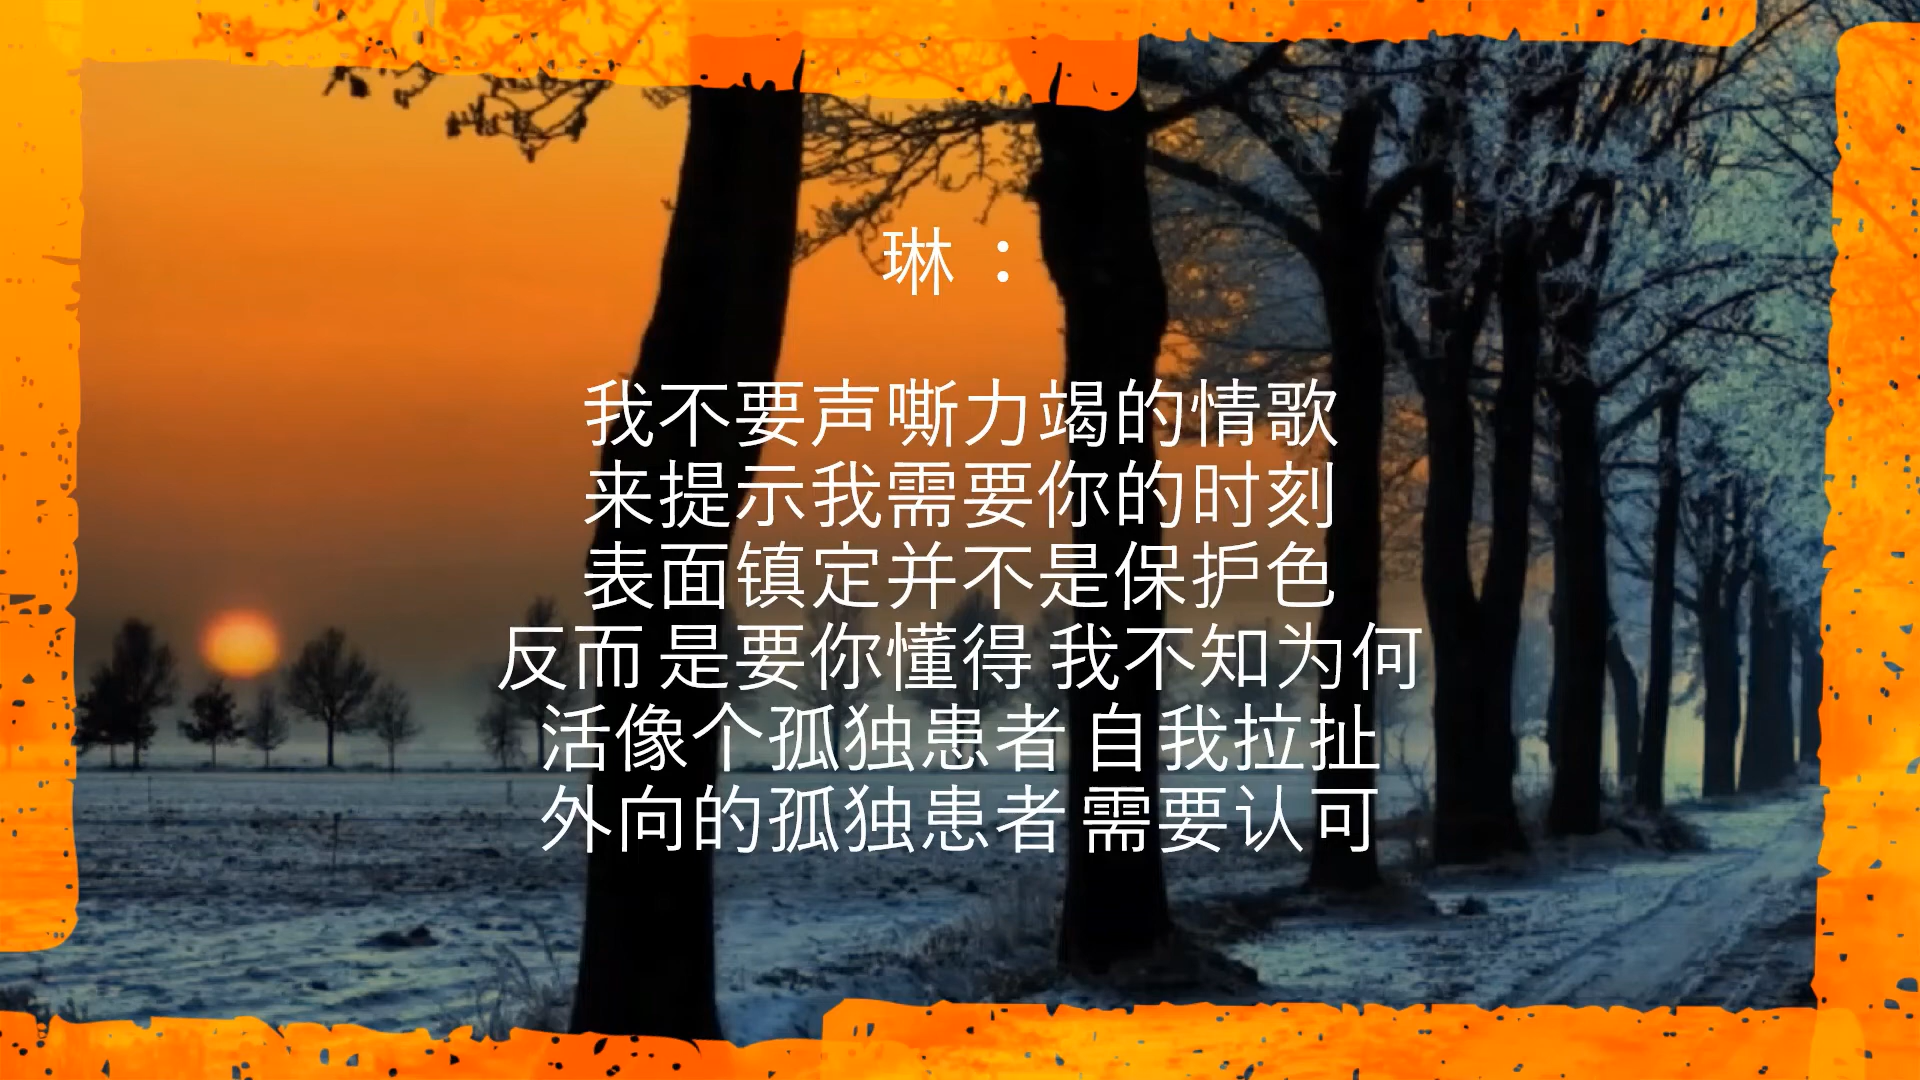 琳 ：
我不要声嘶力竭的情歌
来提示我需要你的时刻
表面镇定并不是保护色
反而 是要你懂得 我不知为何
活像个孤独患者 自我拉扯
外向的孤独患者 需要认可